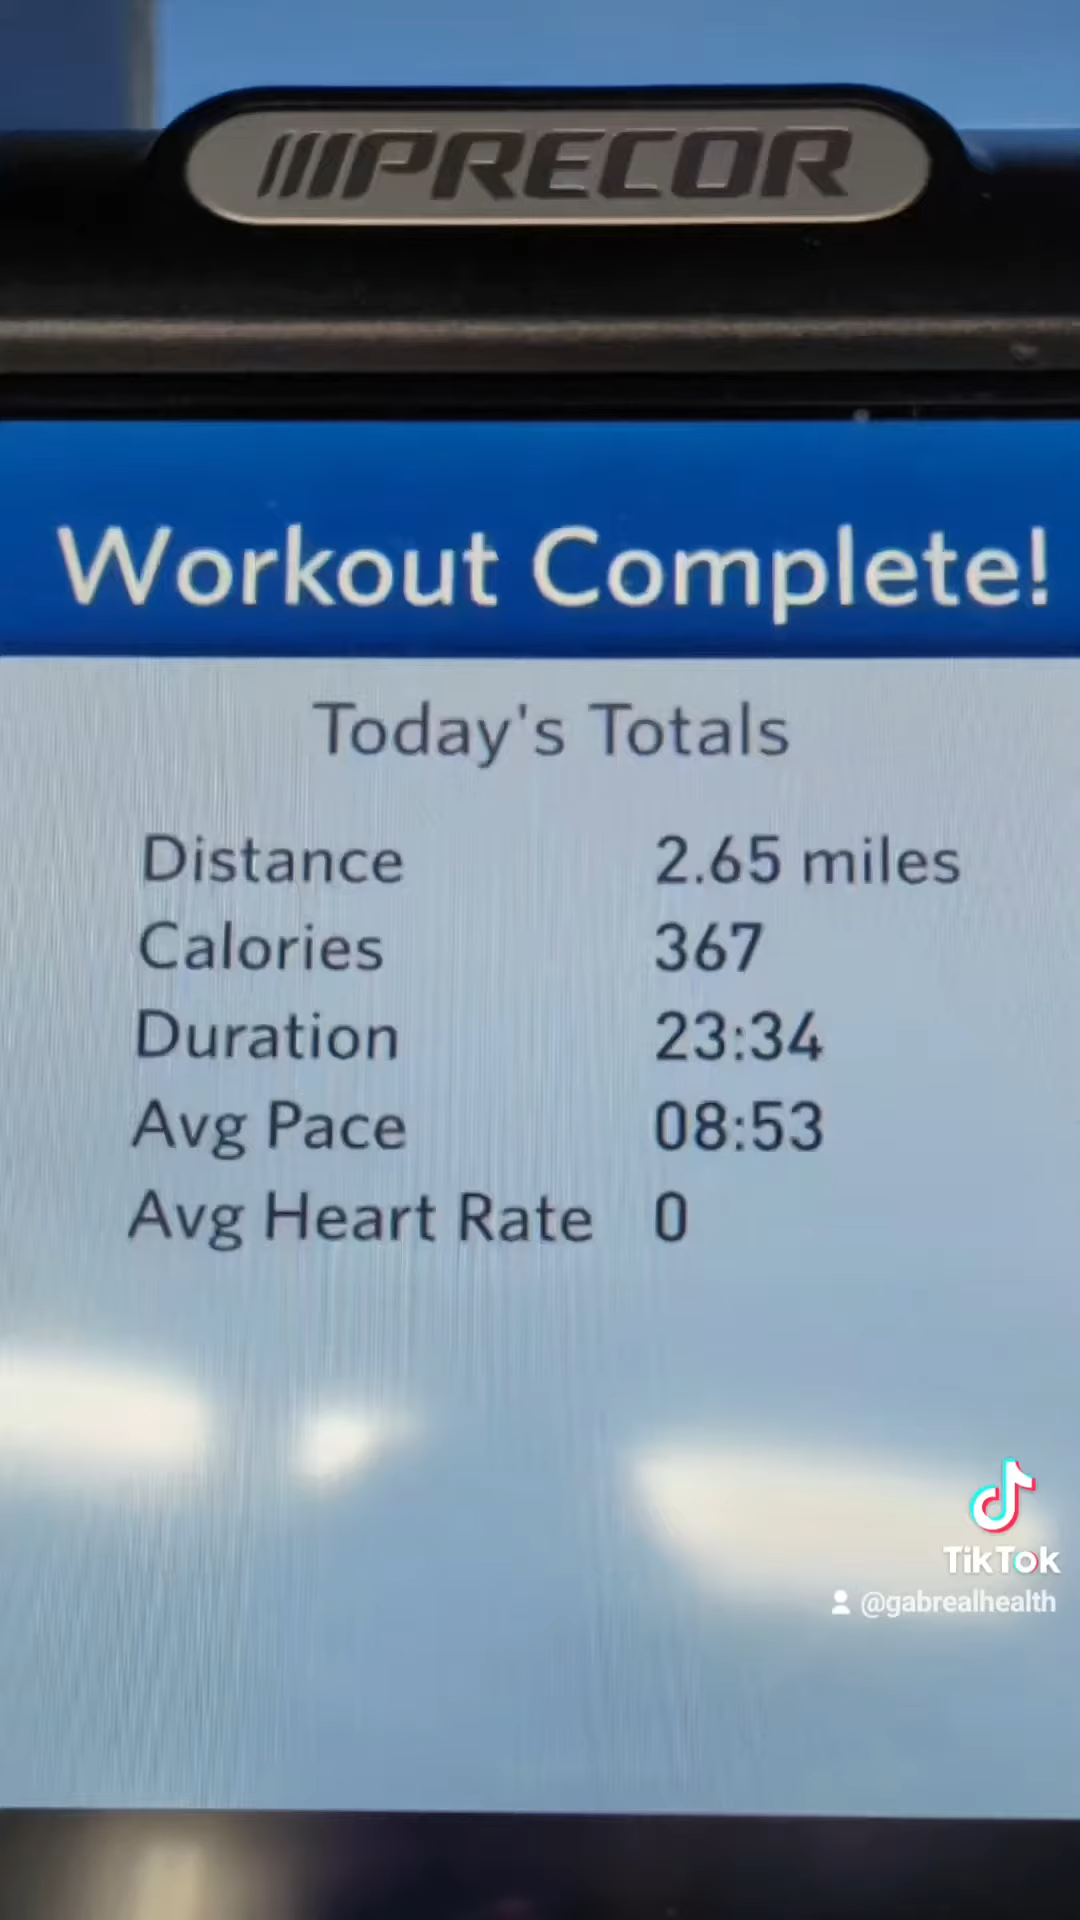 PRECOR
Workout Complete!
Today's Totals
Distance 2.65 miles
Calories 367
Duration 23:34
Avg Pace 08:53
Avg Heart Rate 0
TikTok
@gabrealhealth